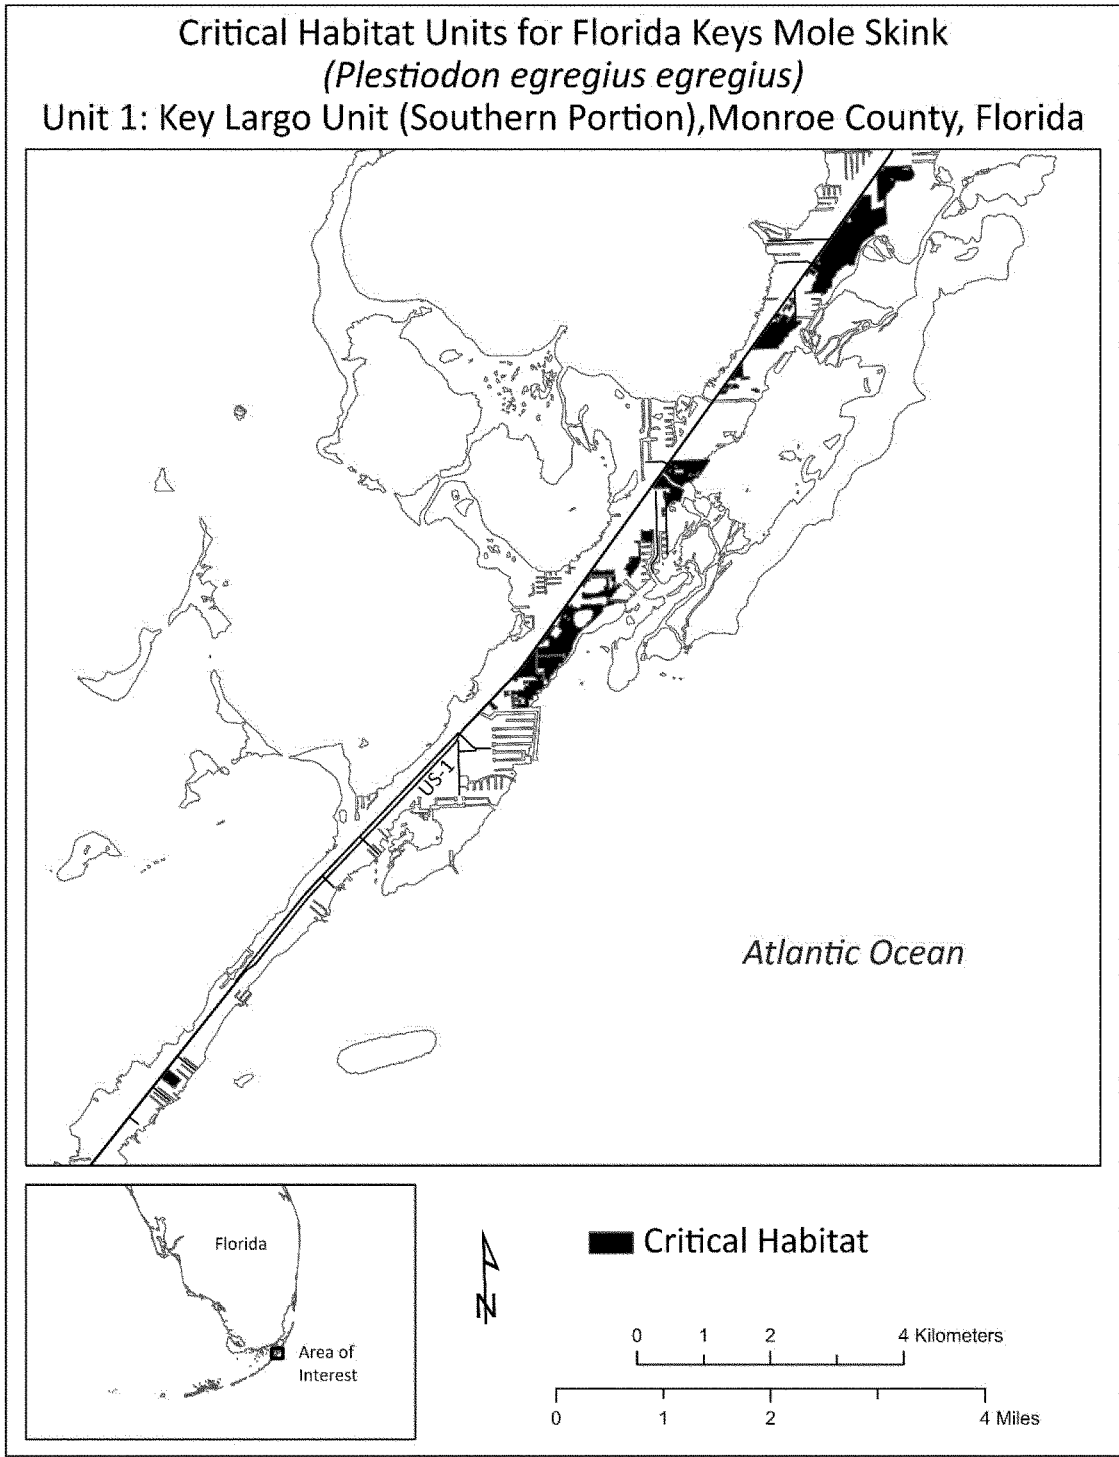 Critical Habitat Units for Florida Keys Mole Skink
(Plestiodon egregius egregius)
Unit 1: Key Largo Unit (Southern Portion),Monroe County, Florida
US-1
Atlantic Ocean
Florida
Area of
Interest
N
Critical Habitat
0 1 2 4 Kilometers
0 1 2 4 Miles